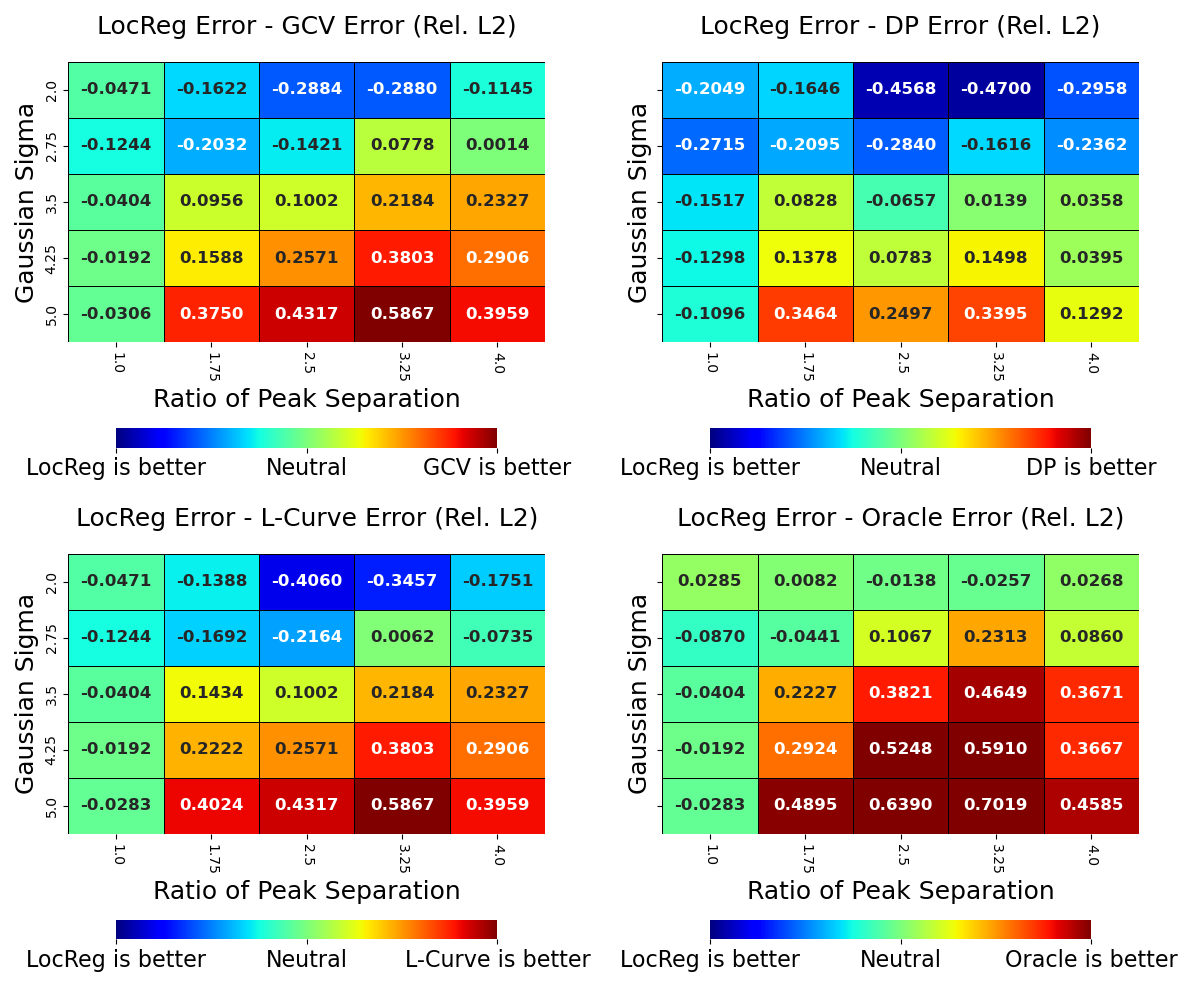 LocReg Error - GCV Error (Rel. L2)
Gaussian Sigma
2.0 -0.0471 -0.1622 -0.2884 -0.2880 -0.1145
2.75 -0.1244 -0.2032 -0.1421 0.0778 0.0014
3.5 -0.0404 0.0956 0.1002 0.2184 0.2327
4.25 -0.0192 0.1588 0.2571 0.3803 0.2906
5.0 -0.0306 0.3750 0.4317 0.5867 0.3959
1.0 1.75 2.5 3.25 4.0
Ratio of Peak Separation
LocReg is better Neutral GCV is better
LocReg Error - DP Error (Rel. L2)
Gaussian Sigma
-0.2049 -0.1646 -0.4568 -0.4700 -0.2958
-0.2715 -0.2095 -0.2840 -0.1616 -0.2362
-0.1517 0.0828 -0.0657 0.0139 0.0358
-0.1298 0.1378 0.0783 0.1498 0.0395
-0.1096 0.3464 0.2497 0.3395 0.1292
1.0 1.75 2.5 3.25 4.0
Ratio of Peak Separation
LocReg is better Neutral DP is better
LocReg Error - L-Curve Error (Rel. L2)
Gaussian Sigma
2.0 -0.0471 -0.1388 -0.4060 -0.3457 -0.1751
2.75 -0.1244 -0.1692 -0.2164 0.0062 -0.0735
3.5 -0.0404 0.1434 0.1002 0.2184 0.2327
4.25 -0.0192 0.2222 0.2571 0.3803 0.2906
5.0 -0.0283 0.4024 0.4317 0.5867 0.3959
1.0 1.75 2.5 3.25 4.0
Ratio of Peak Separation
LocReg is better Neutral L-Curve is better
LocReg Error - Oracle Error (Rel. L2)
Gaussian Sigma
0.0285 0.0082 -0.0138 -0.0257 0.0268
-0.0870 -0.0441 0.1067 0.2313 0.0860
-0.0404 0.2227 0.3821 0.4649 0.3671
-0.0192 0.2924 0.5248 0.5910 0.3667
-0.0283 0.4895 0.6390 0.7019 0.4585
1.0 1.75 2.5 3.25 4.0
Ratio of Peak Separation
LocReg is better Neutral Oracle is better